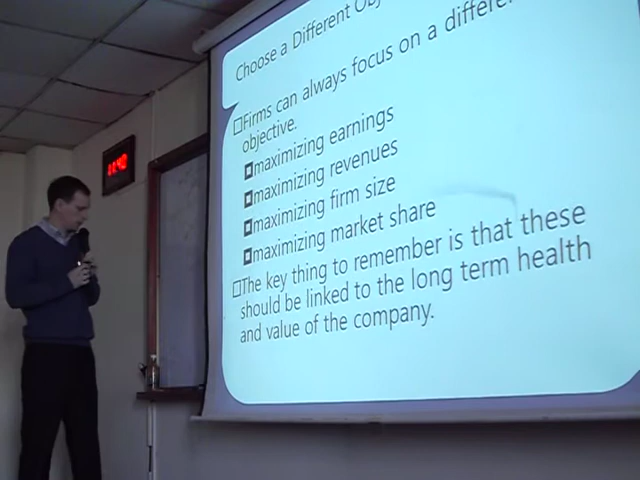 Choose a Different
Firms can always focus on a different
objective.
maximizing earnings
maximizing revenues
maximizing firm size
maximizing market share
The key thing to remember is that these
should be linked to the long term health
and value of the company.